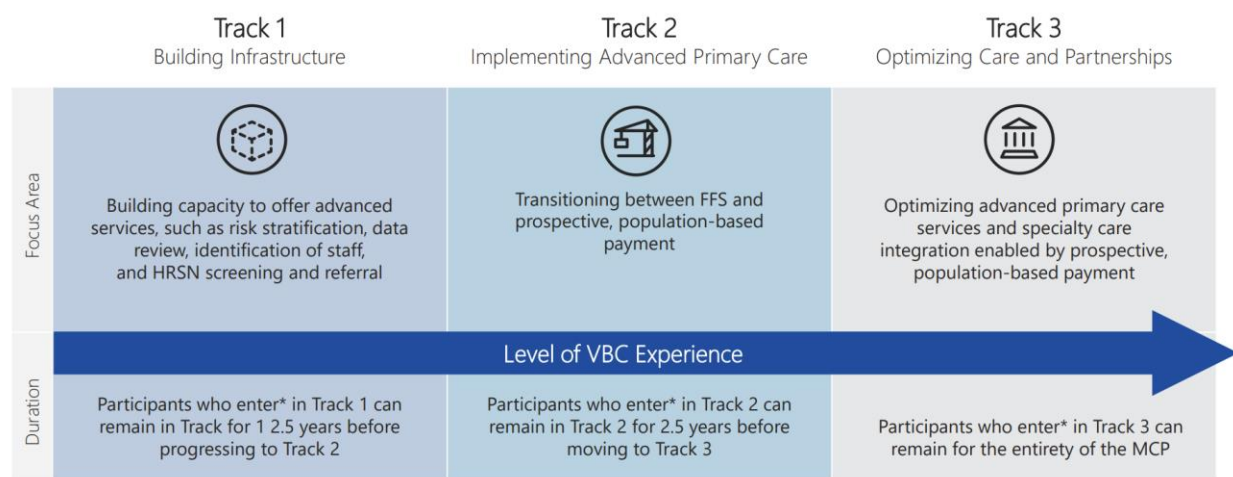 Track 1
Building Infrastructure
Track 2
Implementing Advanced Primary Care
Track 3
Optimizing Care and Partnerships
Focus Area
Building capacity to offer advanced
services, such as risk stratification, data
review, identification of staff,
and HRSN screening and referral
Transitioning between FFS and
prospective, population-based
payment
Optimizing advanced primary care
services and specialty care
integration enabled by prospective,
population-based payment
Level of VBC Experience
Duration
Participants who enter* in Track 1 can
remain in Track for 1 2.5 years before
progressing to Track 2
Participants who enter* in Track 2 can
remain in Track 2 for 2.5 years before
moving to Track 3
Participants who enter* in Track 3 can
remain for the entirety of the MCP